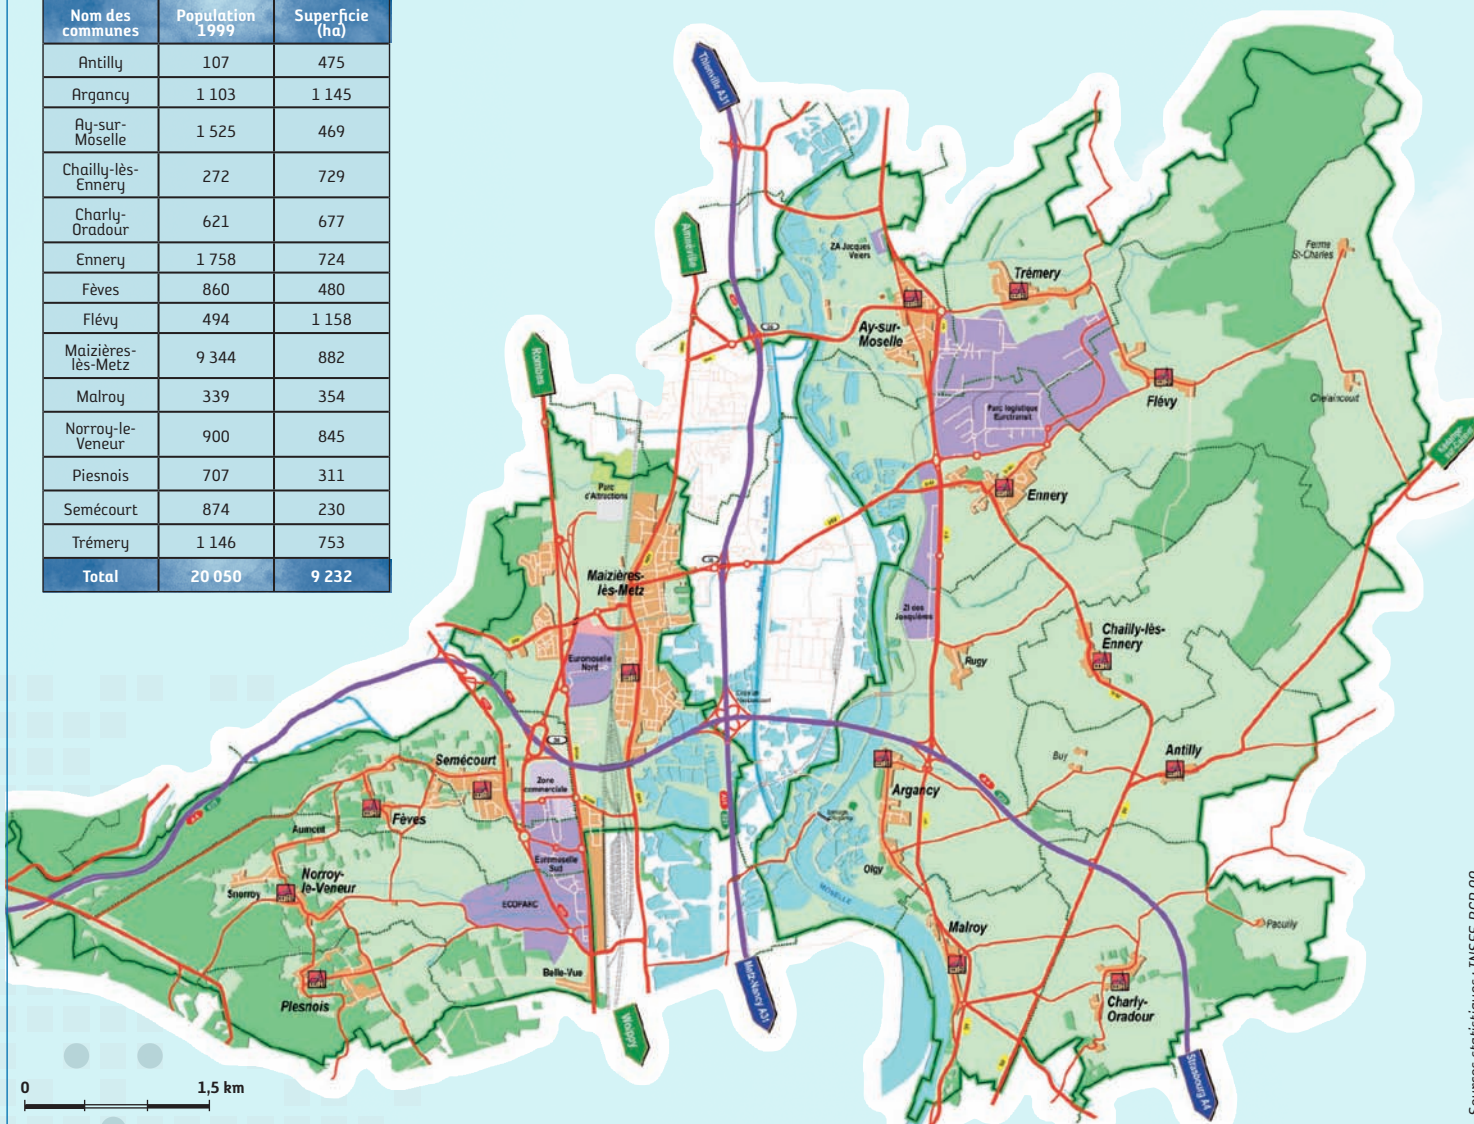 Nom des communes Population 1999 Superficie (ha)
Antilly 107 475
Argancy 1 103 1 145
Ay-sur-Moselle 1 525 469
Chailly-lès-Ennery 272 729
Charly-Oradour 621 677
Ennery 1 758 724
Fèves 860 480
Flévy 494 1 158
Maizières-lès-Metz 9 344 882
Malroy 339 354
Norroy-le-Veneur 900 845
Piesnois 707 311
Semécourt 874 230
Trémery 1 146 753
Total 20 050 9 232
Thionville A31
Amnéville
Rombas
ZA Jacques
Trémery
Ferme
St-Charles
Ay-sur-
Moselle
Flévy
Parc logistique
Eurotransit
Chelaincourt
Parc
d'Attractions
Ennery
Maizières-
lès-Metz
ZI des
Jonquières
Euromoselle
Nord
Rugy
Chailly-lès-
Ennery
Semécourt
Zone
commerciale
Buy
Antilly
Argancy
Fèves
Aumont
Euromoselle
Sud
Olgy
Norroy-
le-Veneur
ECOPARC
MOSELLE
Malroy
Belle-Vue
Plesnois
Charly-
Oradour
Woippy
Metz-Nancy A31
Strasbourg A4
0 1,5 km